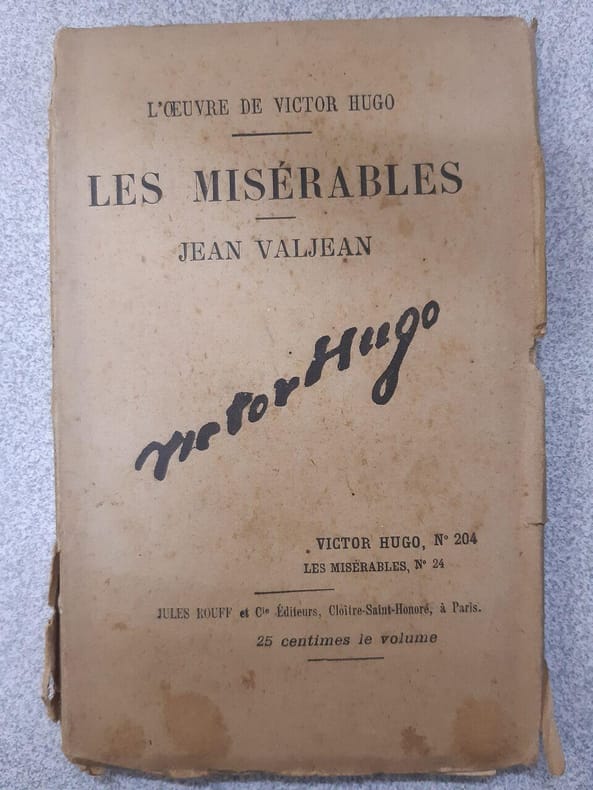 L'ŒUVRE DE VICTOR HUGO
LES MISÉRABLES
JEAN VALJEAN
Victor Hugo
VICTOR HUGO, N° 204
LES MISÉRABLES, N° 24
JULES ROUFF et Cie Éditeurs, Cloître-Saint-Honoré, à Paris.
25 centimes le volume